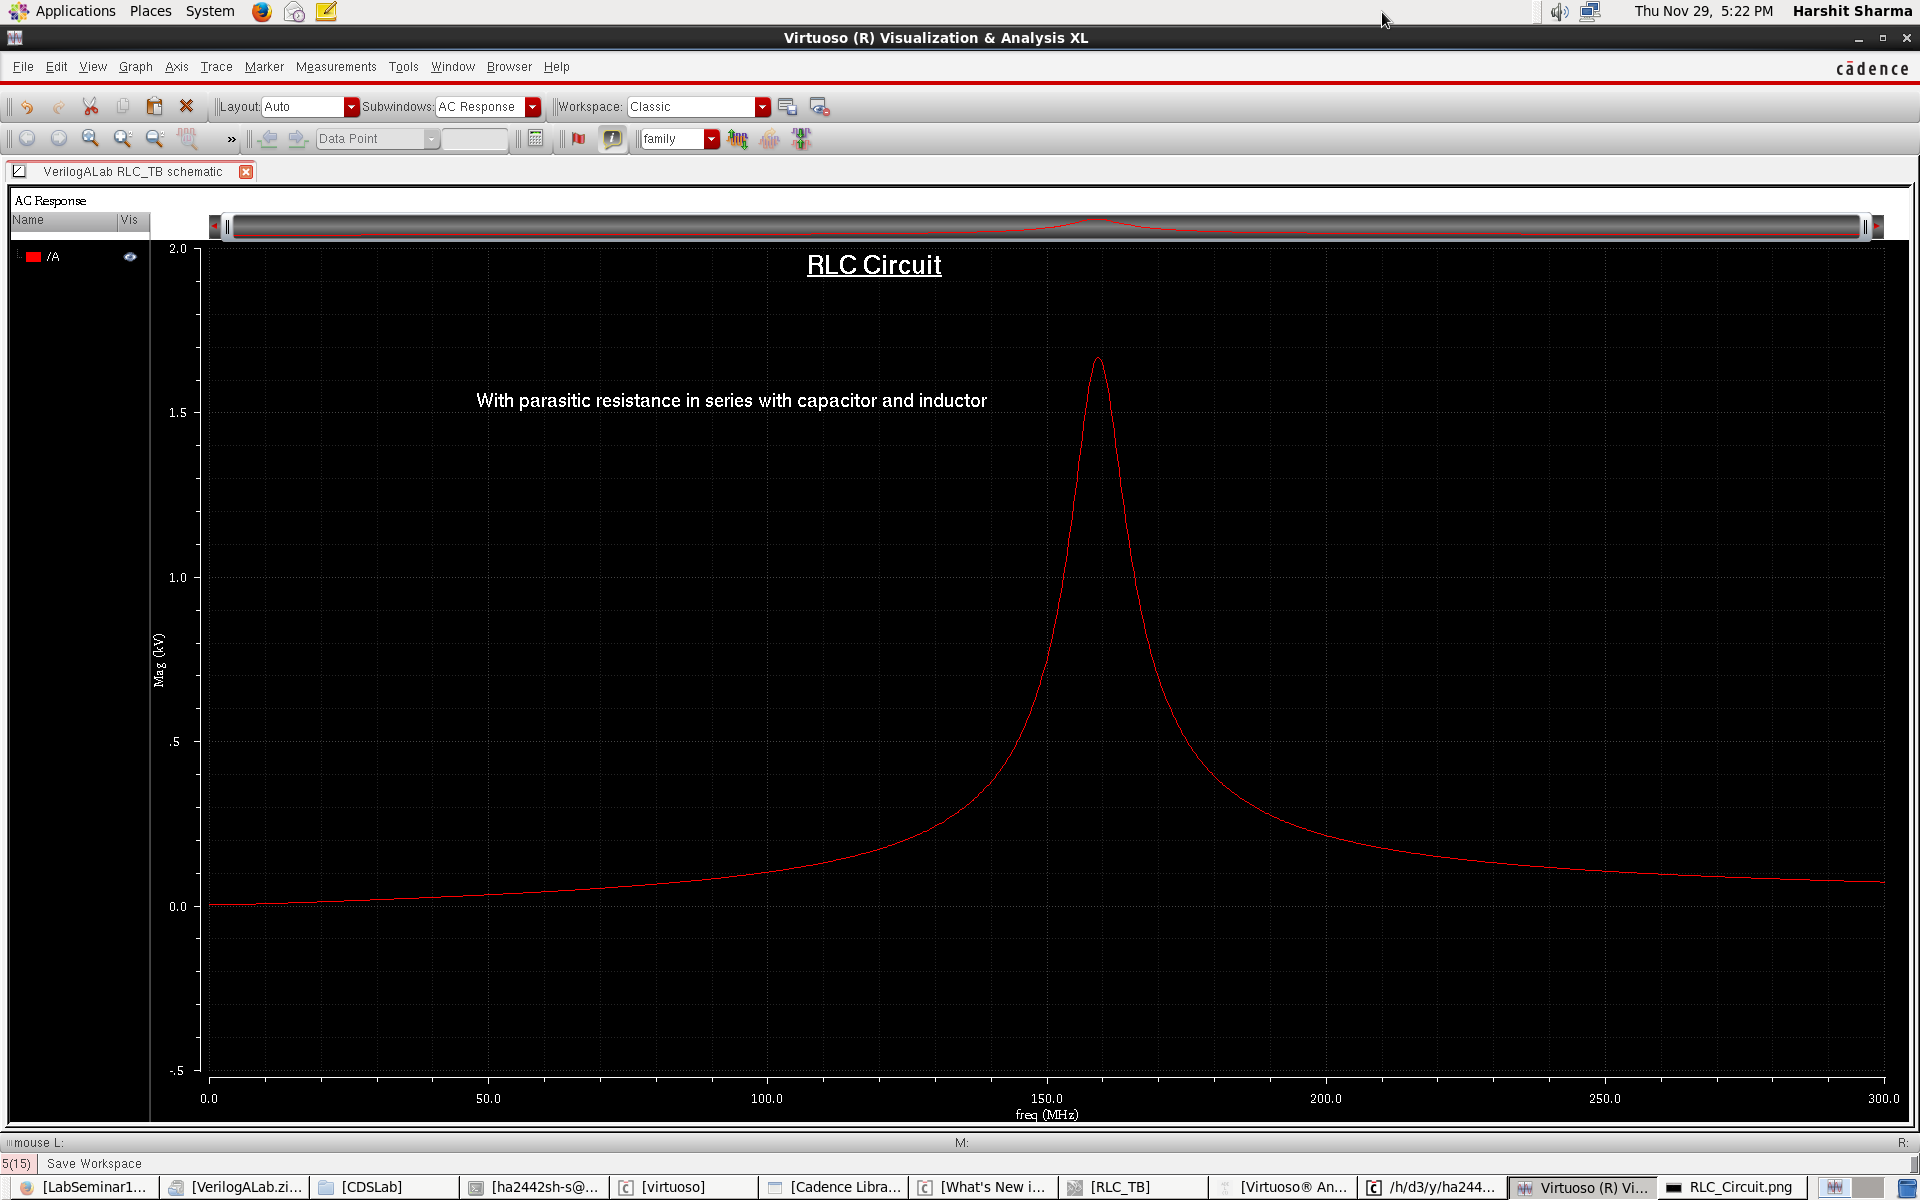 Applications Places System Thu Nov 29, 5:22 PM Harshit Sharma
Virtuoso (R) Visualization & Analysis XL
File Edit View Graph Axis Trace Marker Measurements Tools Window Browser Help cādence
Layout: Auto Subwindows: AC Response Workspace: Classic
» Data Point family
VerilogALab RLC_TB schematic
AC Response
Name Vis
/A
RLC Circuit
With parasitic resistance in series with capacitor and inductor
2.0
1.5
1.0
.5
0.0
-.5
Mag (kV)
0.0 50.0 100.0 150.0 200.0 250.0 300.0
freq (MHz)
mouse L: M: R:
5(15) Save Workspace
[LabSeminar1... [VerilogALab.zi... [CDSLab] [ha2442sh-s@... [virtuoso] [Cadence Libra... [What's New i... [RLC_TB] [Virtuoso® An... /h/d3/y/ha244... Virtuoso (R) Vi... RLC_Circuit.png